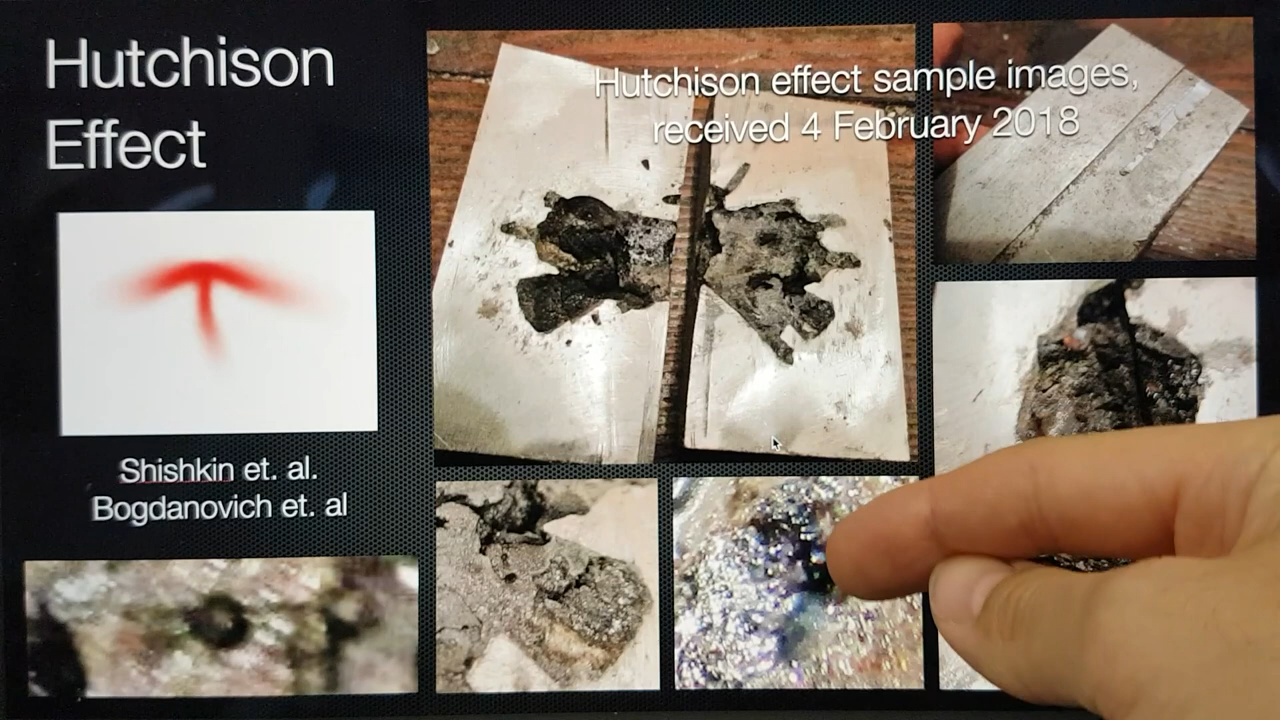 Hutchison
Effect
Hutchison effect sample images,
received 4 February 2018
Shishkin et. al.
Bogdanovich et. al